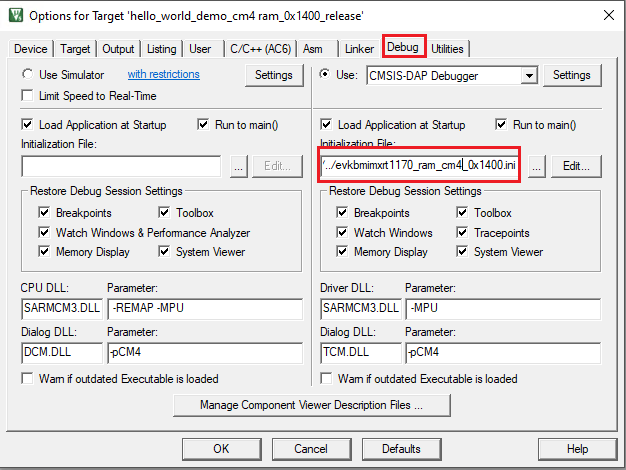 Options for Target 'hello_world_demo_cm4 ram_0x1400_release'
Device Target Output Listing User C/C++ (AC6) Asm Linker Debug Utilities
Use Simulator with restrictions Settings Use: CMSIS-DAP Debugger Settings
Limit Speed to Real-Time
Load Application at Startup Run to main() Load Application at Startup Run to main()
Initialization File: Initialization File:
... Edit... '../evkbmimxrt1170_ram_cm4_0x1400.ini ... Edit...
Restore Debug Session Settings Restore Debug Session Settings
Breakpoints Toolbox Breakpoints Toolbox
Watch Windows & Performance Analyzer Watch Windows Tracepoints
Memory Display System Viewer Memory Display System Viewer
CPU DLL: Parameter: Driver DLL: Parameter:
SARMCM3.DLL -REMAP -MPU SARMCM3.DLL -MPU
Dialog DLL: Parameter: Dialog DLL: Parameter:
DCM.DLL -pCM4 TCM.DLL -pCM4
Warn if outdated Executable is loaded Warn if outdated Executable is loaded
Manage Component Viewer Description Files ...
OK Cancel Defaults Help